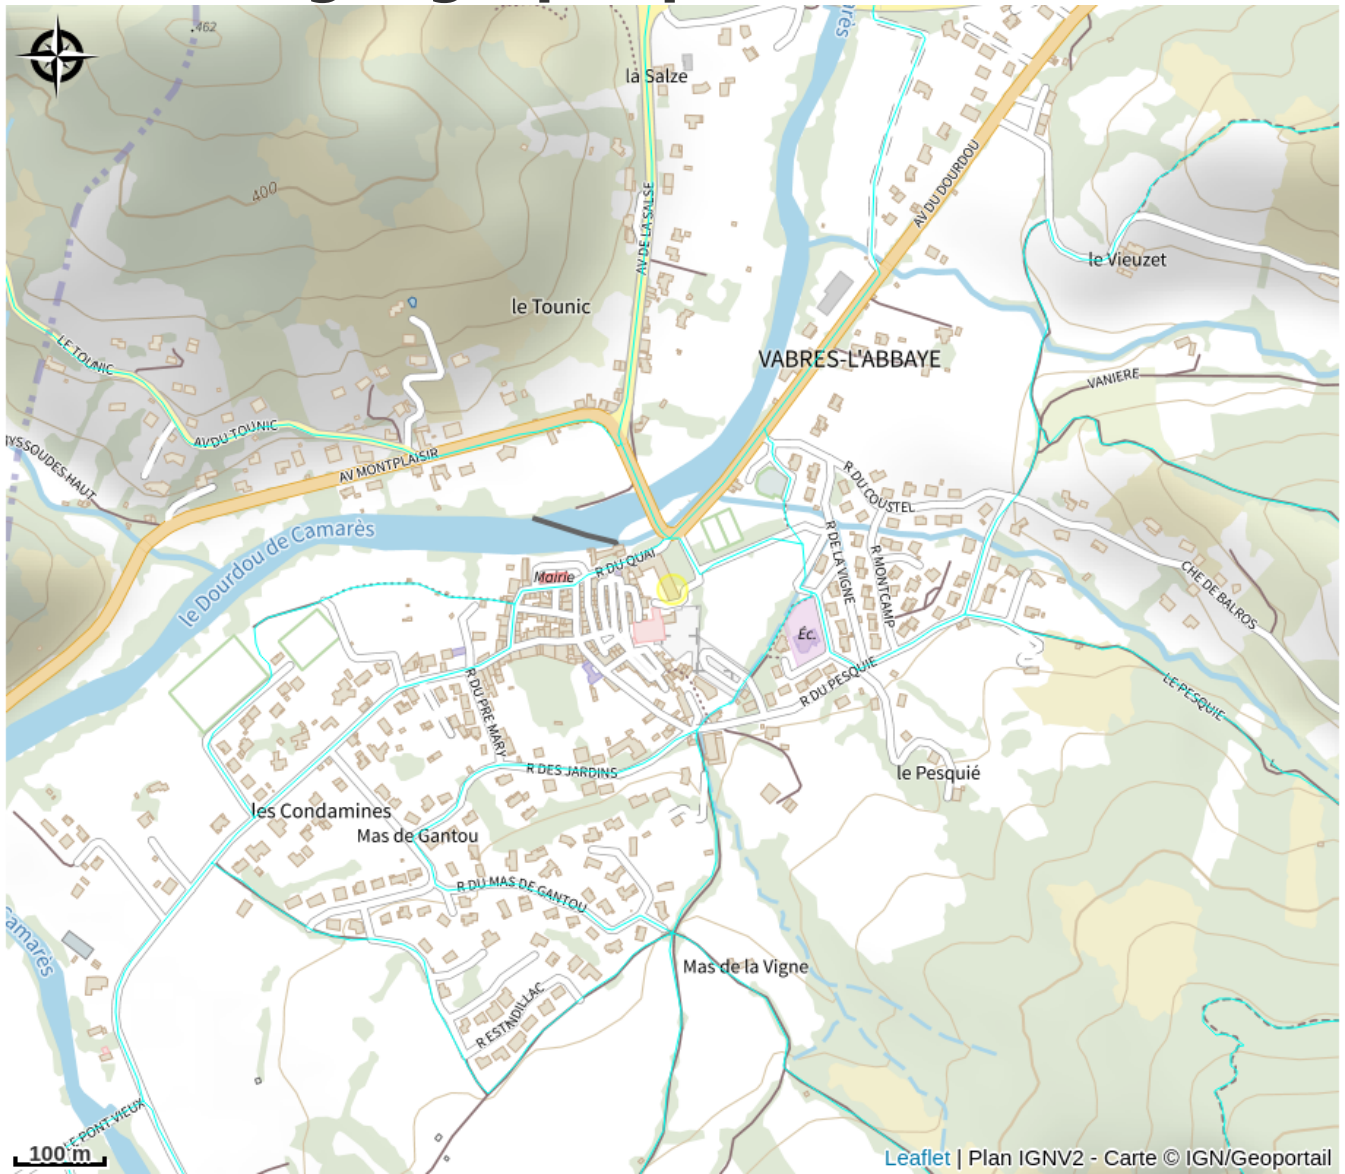 462
arès
la Salze
AV DU DOURDOU
400
AV DE LA SALSE
le Vieuzet
le Tounic
LE TOUNIC
VABRES-L'ABBAYE
VANIERE
AV DU TOUNIC
AV MONTPLAISIR
AYSSOUDES HAUT
R DU COUSTEL
le Dourdou de Camarès
R DU QUAI
R DE LA VIGNE
R MONTCAMP
Mairie
CHE DE BALROS
Éc.
R DU PESQUIE
LE PESQUIE
R DU PRE MARY
R DES JARDINS
le Pesquié
les Condamines
Mas de Gantou
R DU MAS DE GANTOU
Camarès
Mas de la Vigne
R ESTANDILLAC
LE PONT VIEUX
100 m
Leaflet | Plan IGNV2 - Carte © IGN/Geoportail